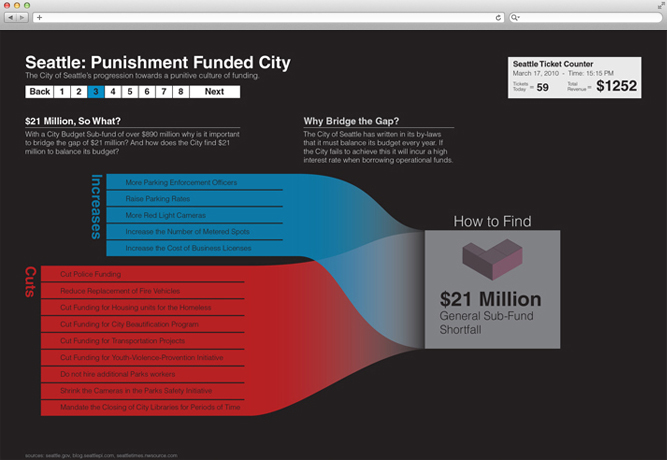 Seattle: Punishment Funded City
The City of Seattle's progression towards a punitive culture of funding.
Back 1 2 3 4 5 6 7 8 Next
Seattle Ticket Counter
March 17, 2010 - Time: 15:15 PM
Tickets Today = 59 Total Revenue = $1252
$21 Million, So What?
With a City Budget Sub-fund of over $890 million why is it important
to bridge the gap of $21 million? And how does the City find $21
million to balance its budget?
Why Bridge the Gap?
The City of Seattle has written in its by-laws
that it must balance its budget every year. If
the City fails to achieve this it will incur a high
interest rate when borrowing operational funds.
Increases
More Parking Enforcement Officers
Raise Parking Rates
More Red Light Cameras
Increase the Number of Metered Spots
Increase the Cost of Business Licenses
Cuts
Cut Police Funding
Reduce Replacement of Fire Vehicles
Cut Funding for Housing units for the Homeless
Cut Funding for City Beautification Program
Cut Funding for Transportation Projects
Cut Funding for Youth-Violence-Prevention Initiative
Do not hire additional Parks workers
Shrink the Cameras in the Parks Safety Initiative
Mandate the Closing of City Libraries for Periods of Time
How to Find
$21 Million
General Sub-Fund
Shortfall
sources: seattle.gov, blog.seattlepi.com, seattletimes.nwsource.com